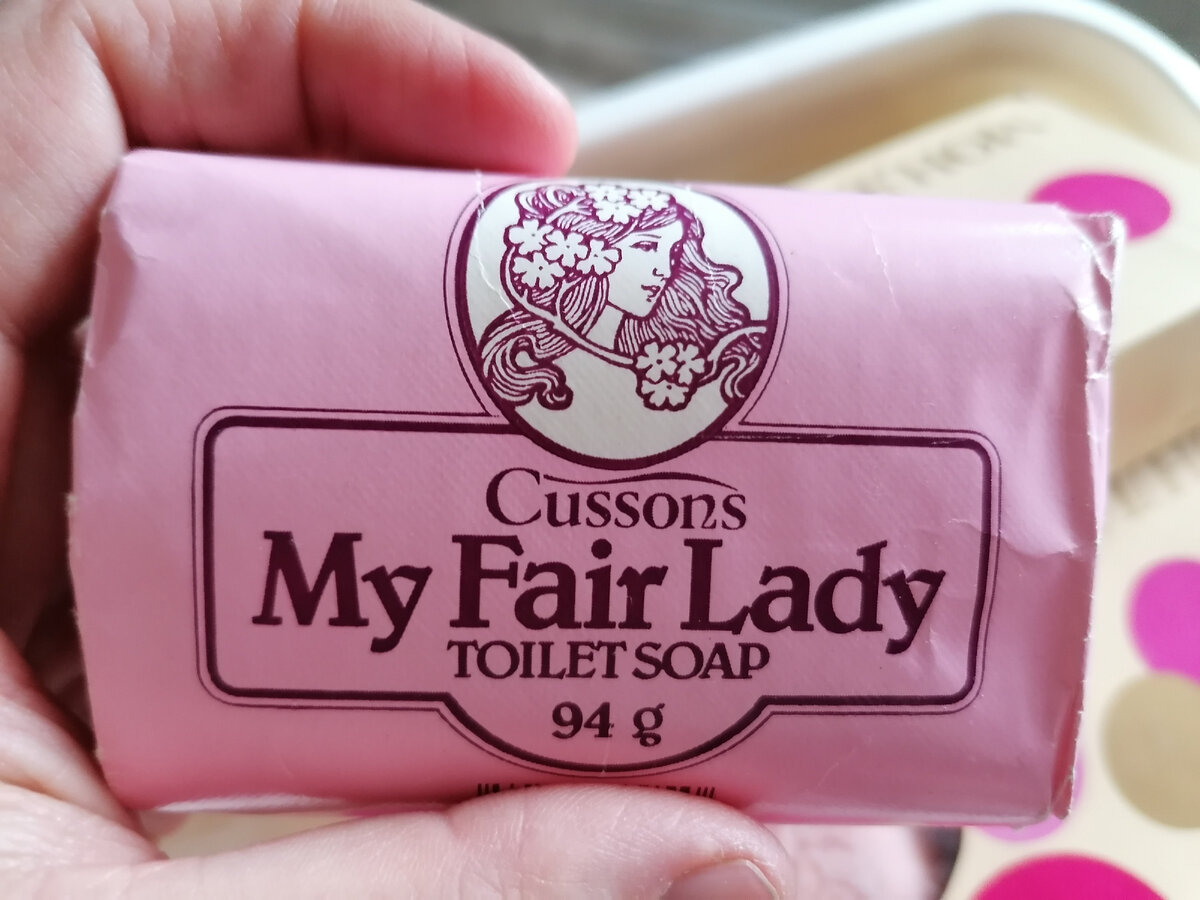 Cussons
My Fair Lady
TOILET SOAP
94 g